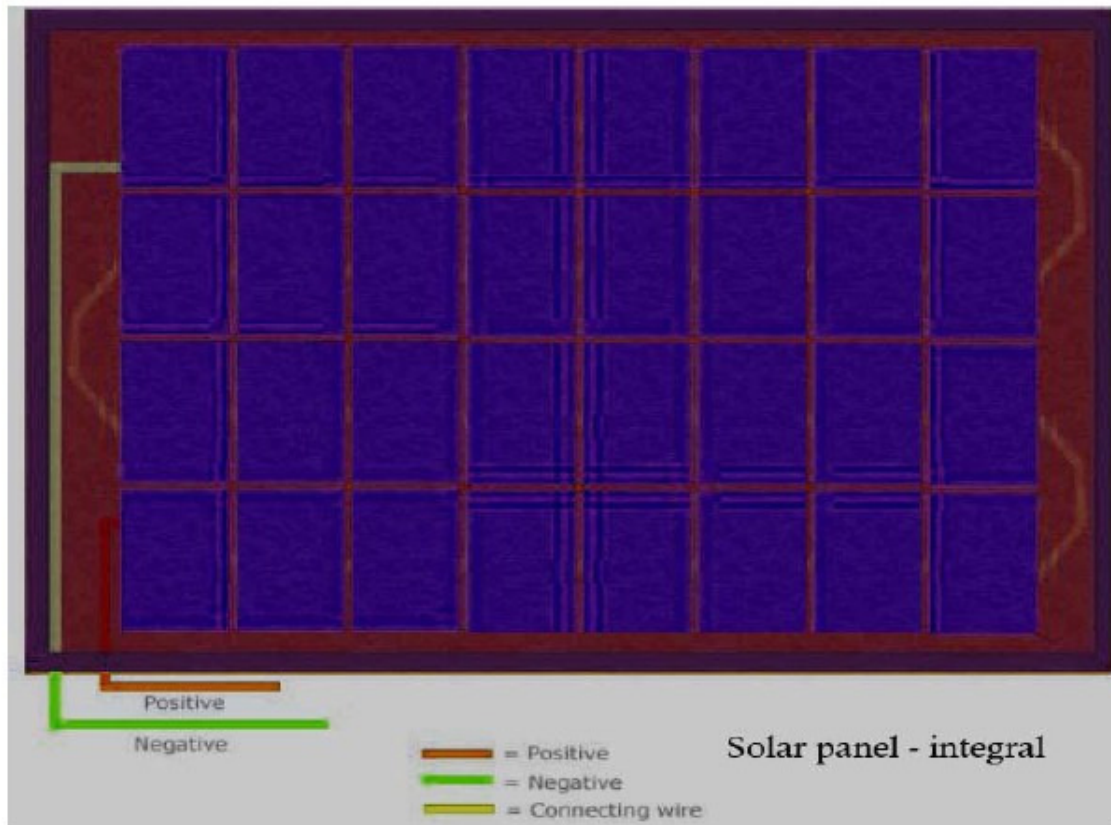 Positive
Negative
= Positive
= Negative
= Connecting wire
Solar panel - integral